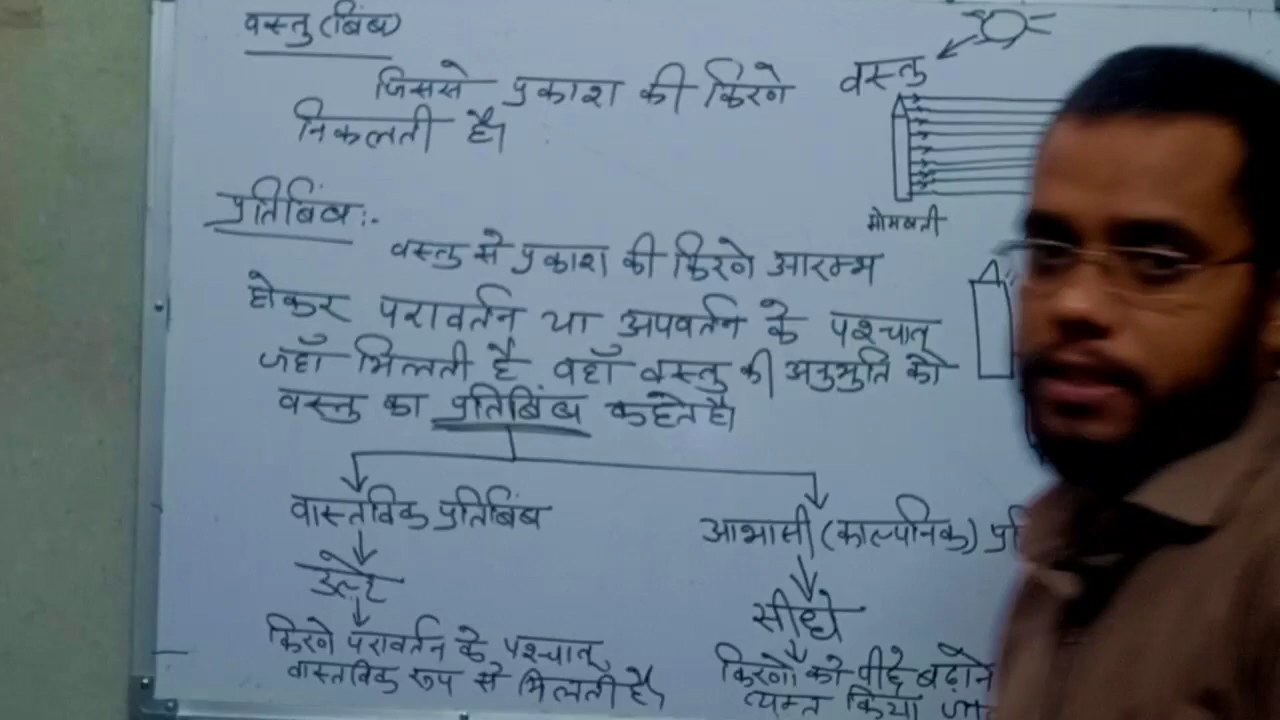 वस्तु (बिंब)
जिससे प्रकाश की किरणे
निकलती है।
वस्तु
मोमबती
प्रतिबिंब :-
वस्तु से प्रकाश की किरणे आरम्भ
होकर परावर्तन या अपवर्तन के पश्चात्
जहाँ मिलती है वहाँ वस्तु की अनुभुति को
वस्तु का प्रतिबिंब कहते है।
वास्तविक प्रतिबिंब
आभासी (काल्पनिक)
उल्टे
सीधे
किरणे परावर्तन के पश्चात्
वास्तविक रूप से मिलती है।
किरणों को पीछे बढ़ाने
किया